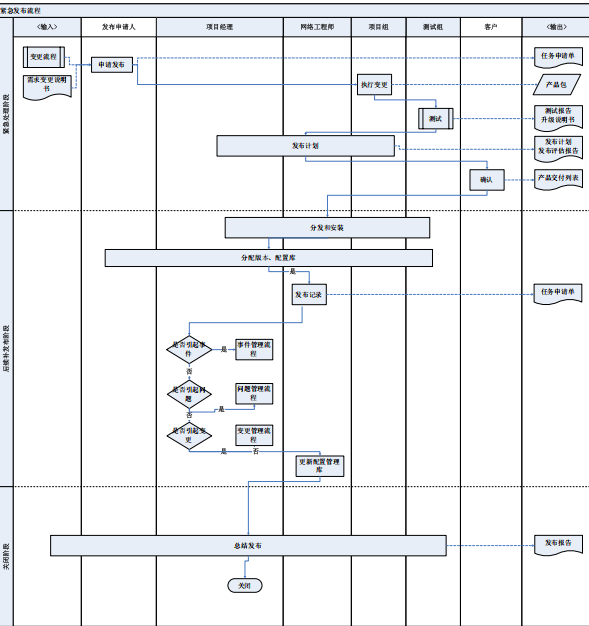 紧急发布流程
<输入>
发布申请人
项目经理
网络工程师
项目组
测试组
客户
<输出>
紧急处理阶段
变更流程
需求变更说明
书
申请发布
任务申请单
执行变更
产品包
测试
测试报告
升级说明书
发布计划
发布计划
发布评估报告
确认
产品交付列表
后续补发布阶段
分发和安装
分配版本、配置库
是
发布记录
任务申请单
是否引起事
件
是
事件管理流
程
否
是否引起问
题
问题管理流
程
是
否
是否引起变
更
变更管理流
程
是
否
更新配置管理
库
关闭阶段
总结发布
发布报告
关闭